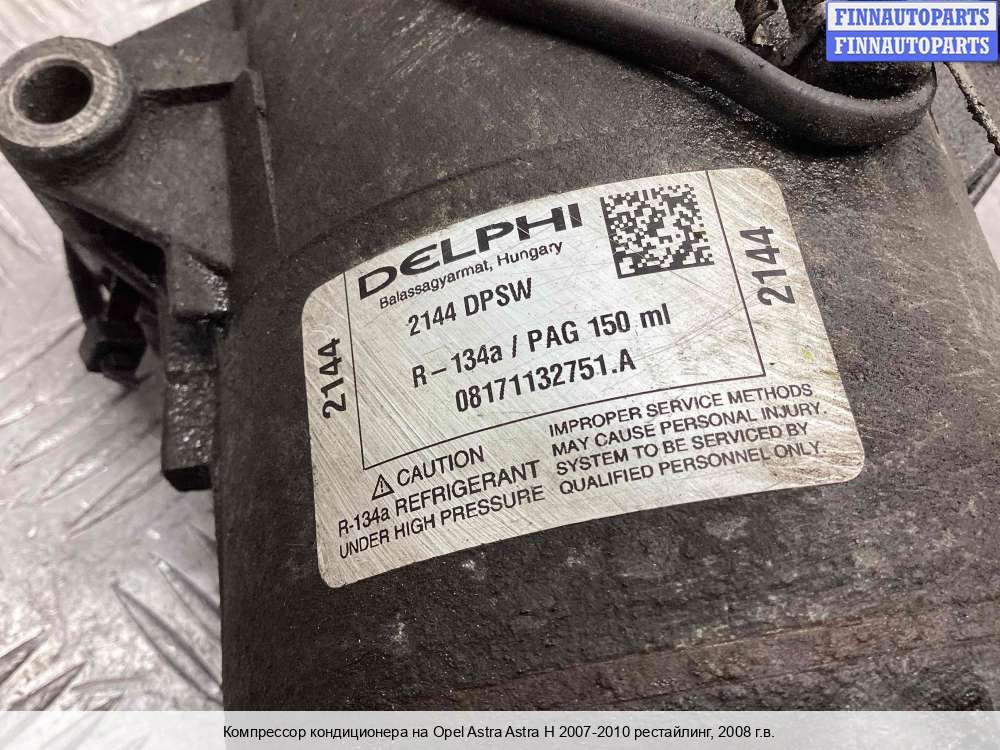 FINNAUTOPARTS
FINNAUTOPARTS
DELPHI
Balassagyarmat, Hungary
2144 DPSW
R-134a / PAG 150 ml
08171132751.A
2144
2144
CAUTION
R-134a REFRIGERANT
UNDER HIGH PRESSURE
IMPROPER SERVICE METHODS
MAY CAUSE PERSONAL INJURY.
SYSTEM TO BE SERVICED BY
QUALIFIED PERSONNEL ONLY.
Компрессор кондиционера на Opel Astra Astra H 2007-2010 рестайлинг, 2008 г.в.